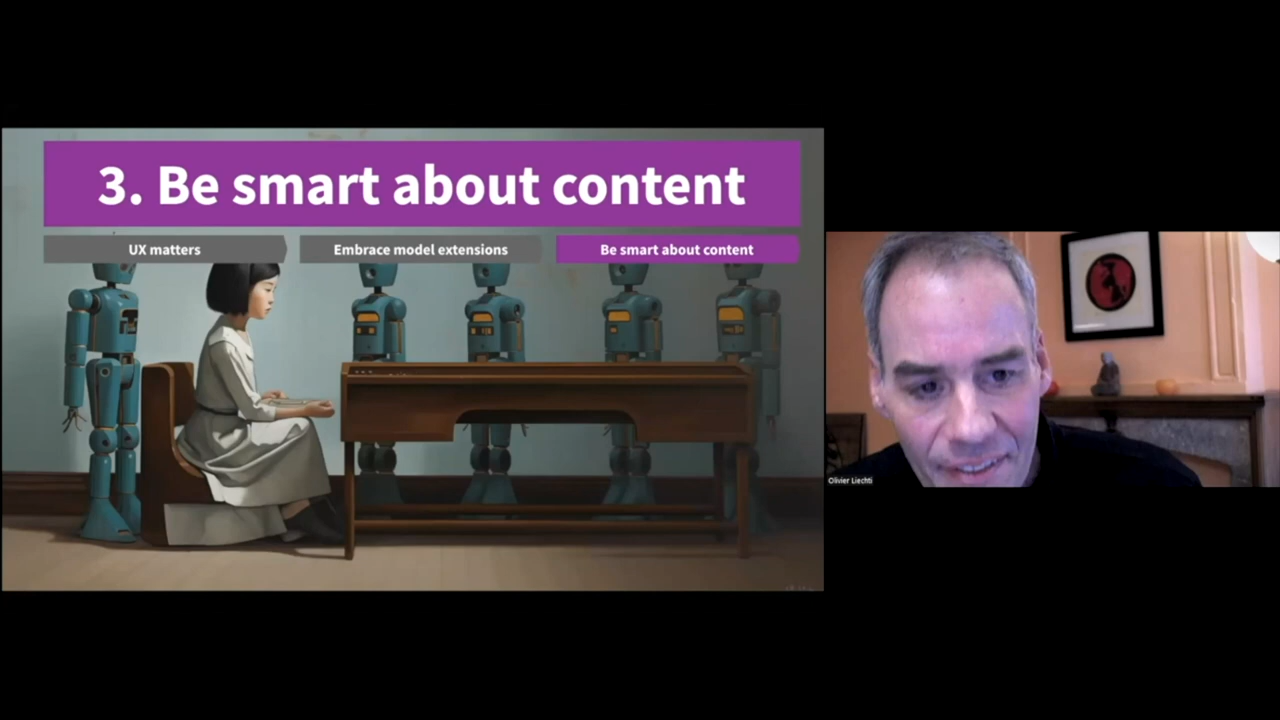 3. Be smart about content
UX matters
Embrace model extensions
Be smart about content
Olivier Liechti